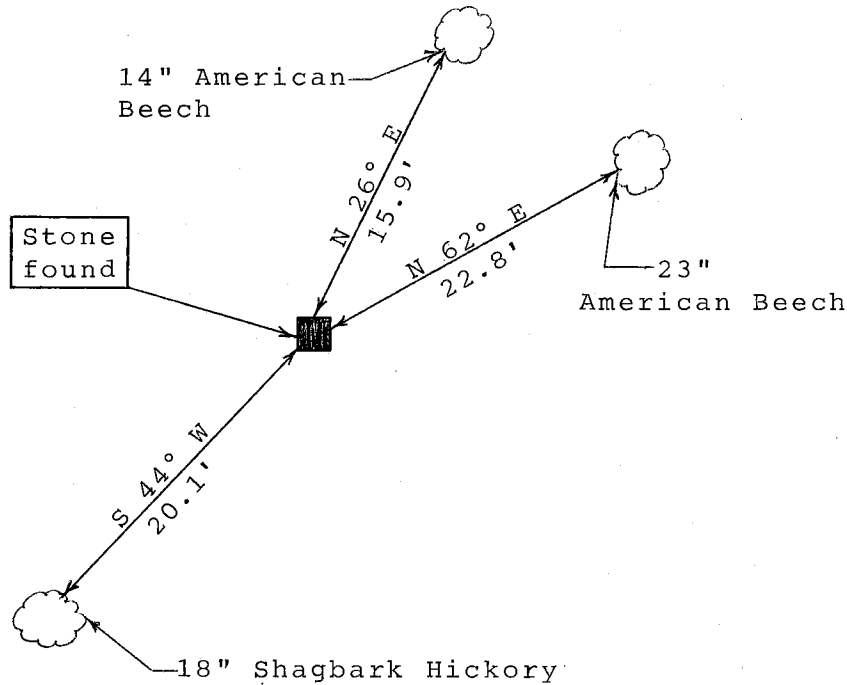 14" American
Beech
N 26° E
15.9'
N 62° E
22.8'
Stone
found
23"
American Beech
S 44° W
20.1'
18" Shagbark Hickory